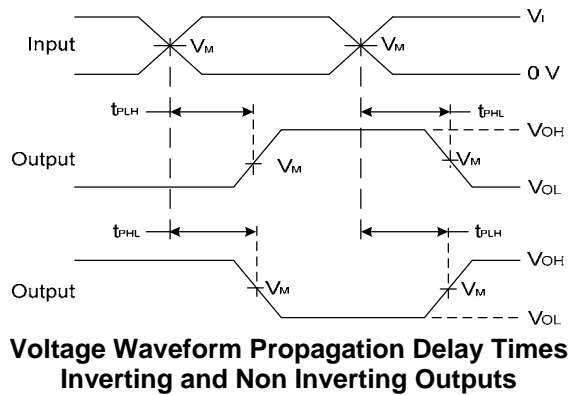 VI
Input VM VM
0 V
tPLH tPHL
VOH
Output VM VM
VOL
tPHL tPLH
VOH
Output VM VM
VOL
Voltage Waveform Propagation Delay Times
Inverting and Non Inverting Outputs